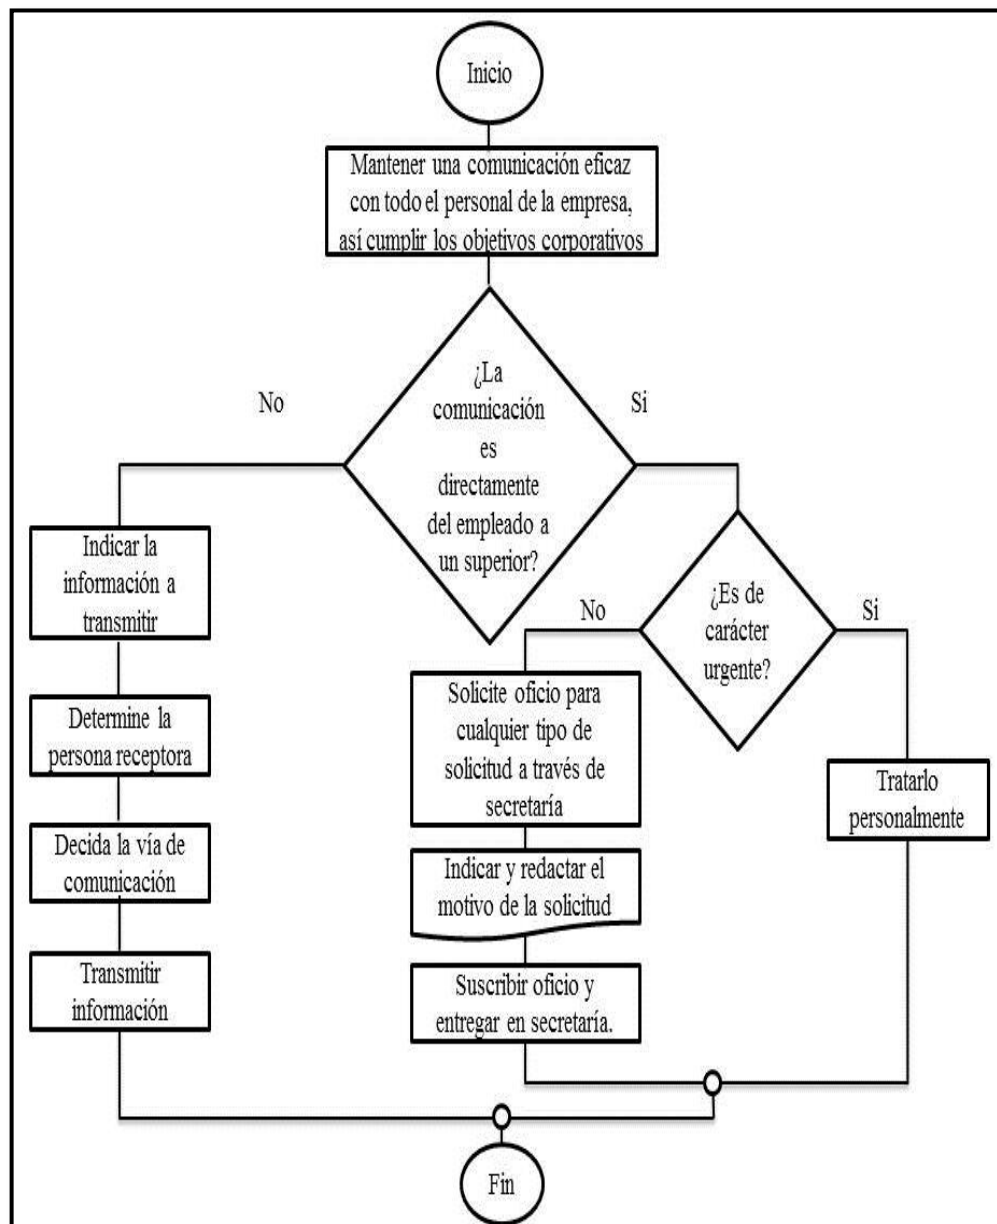 Inicio
Mantener una comunicación eficaz
con todo el personal de la empresa,
así cumplir los objetivos corporativos
¿La
comunicación
es
directamente
del empleado a
un superior?
No
Si
Indicar la
información a
transmitir
Determine la
persona receptora
Decida la vía de
comunicación
Transmitir
información
¿Es de
carácter
urgente?
No
Si
Solicite oficio para
cualquier tipo de
solicitud a través de
secretaría
Indicar y redactar el
motivo de la solicitud
Suscribir oficio y
entregar en secretaría.
Tratarlo
personalmente
Fin